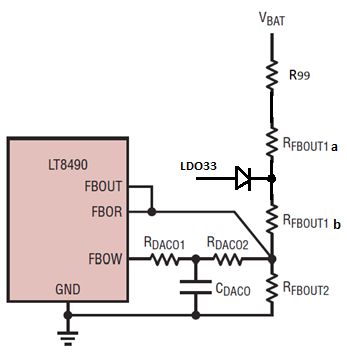 VBAT
R99
RFBOUT1 a
LT8490
LDO33
FBOUT
FBOR
RFBOUT1 b
RDACO1
RDACO2
FBOW
CDACO
RFBOUT2
GND